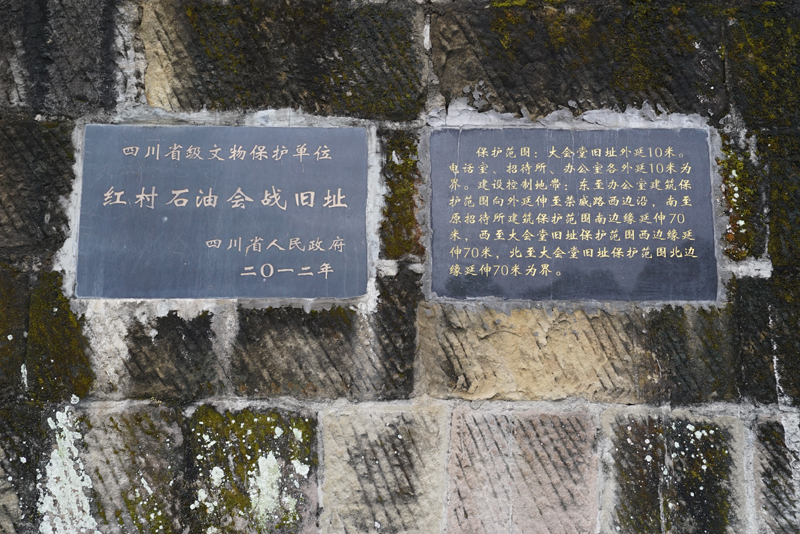 四川省级文物保护单位
红村石油会战旧址
四川省人民政府
二〇一二年
保护范围：大会堂旧址外延10米。
电话室、招待所、办公室各外延10米为
界。建设控制地带：东至办公室建筑保
护范围向外延伸至荣威路西边沿，南至
原招待所建筑保护范围南边缘延伸70
米，西至大会堂旧址保护范围西边缘延
伸70米，北至大会堂旧址保护范围北边
缘延伸70米为界。